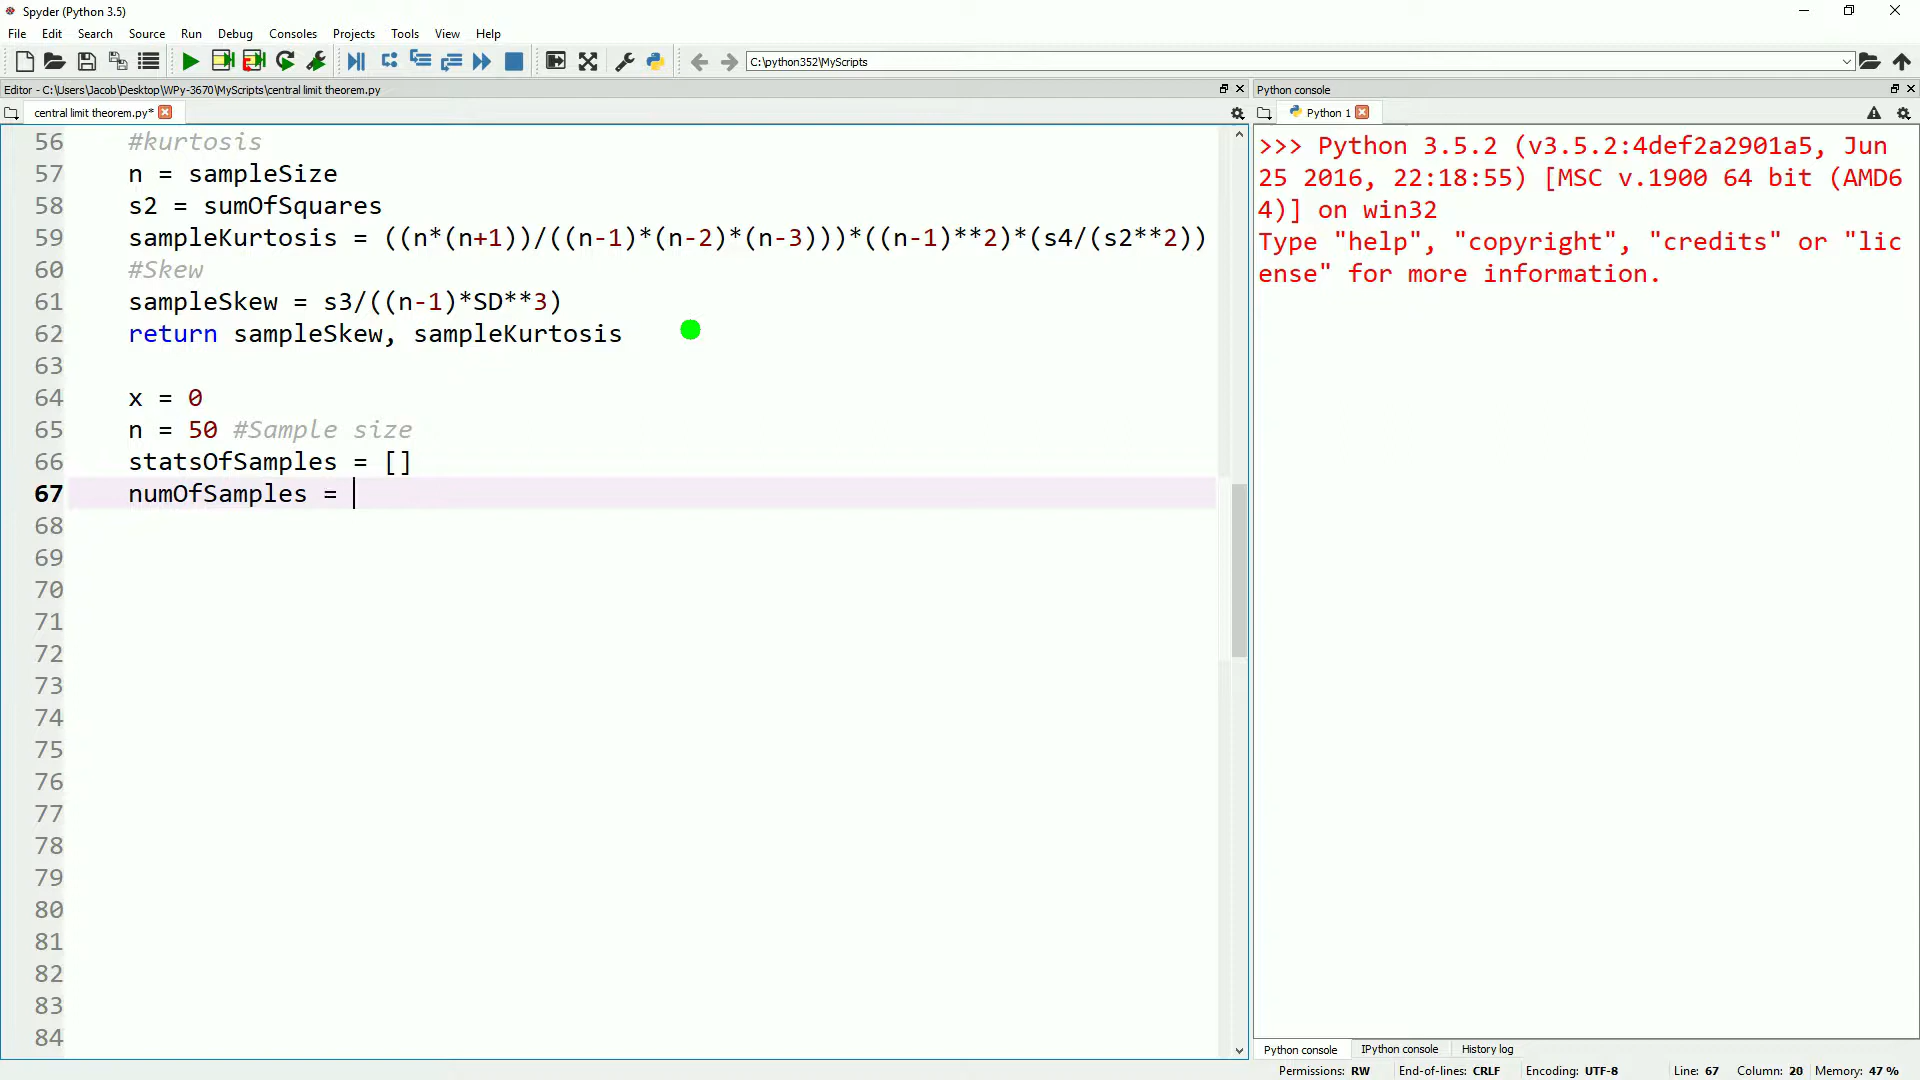 Spyder (Python 3.5)
File Edit Search Source Run Debug Consoles Projects Tools View Help
C:\python352\MyScripts
Editor - C:\Users\Jacob\Desktop\WPy-3670\MyScripts\central limit theorem.py
Python console
central limit theorem.py*
Python 1
56 #kurtosis
57 n = sampleSize
58 s2 = sumOfSquares
59 sampleKurtosis = ((n*(n+1))/((n-1)*(n-2)*(n-3)))*((n-1)**2)*(s4/(s2**2))
60 #Skew
61 sampleSkew = s3/((n-1)*SD**3)
62 return sampleSkew, sampleKurtosis
63
64 x = 0
65 n = 50 #Sample size
66 statsOfSamples = []
67 numOfSamples =
68
69
70
71
72
73
74
75
76
77
78
79
80
81
82
83
84
>>> Python 3.5.2 (v3.5.2:4def2a2901a5, Jun
25 2016, 22:18:55) [MSC v.1900 64 bit (AMD6
4)] on win32
Type "help", "copyright", "credits" or "lic
ense" for more information.
Python console IPython console History log
Permissions: RW End-of-lines: CRLF Encoding: UTF-8 Line: 67 Column: 20 Memory: 47 %